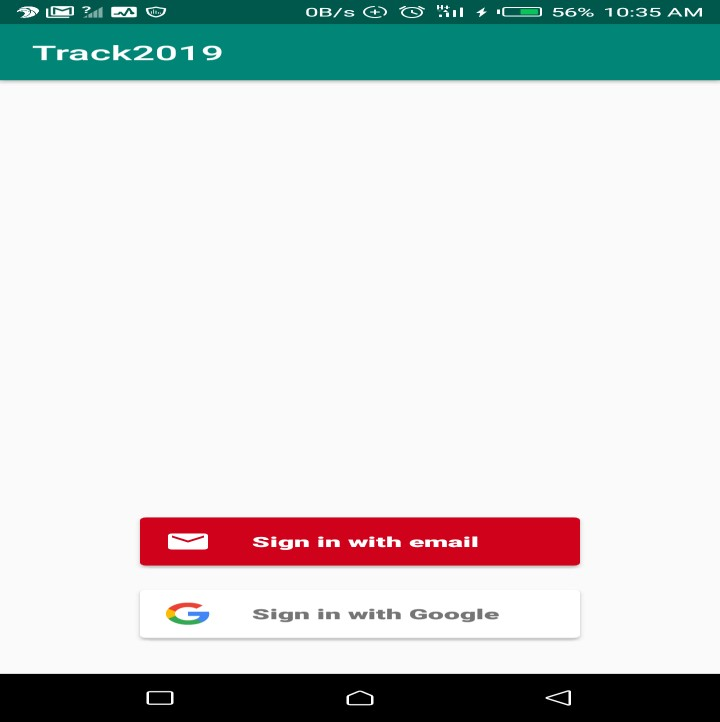 0B/s 56% 10:35 AM
Track2019
Sign in with email
Sign in with Google